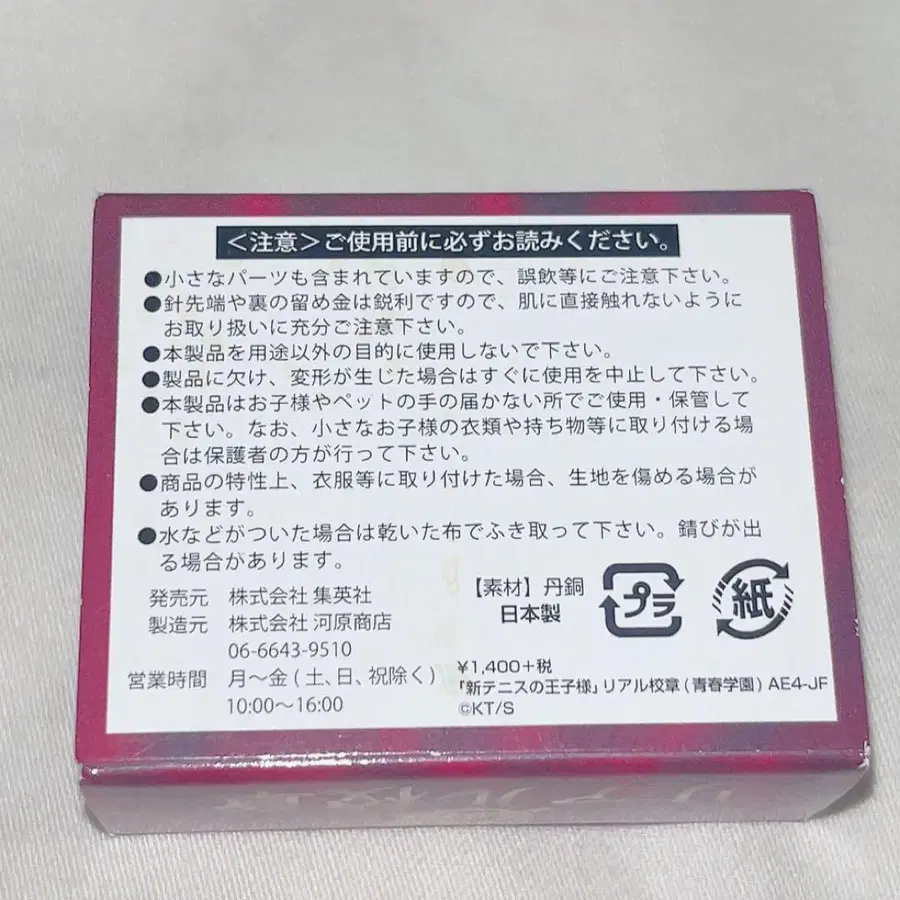 ＜注意＞ご使用前に必ずお読みください。
●小さなパーツも含まれていますので、誤飲等にご注意下さい。
●針先端や裏の留め金は鋭利ですので、肌に直接触れないように
お取り扱いに充分ご注意下さい。
●本製品を用途以外の目的に使用しないで下さい。
●製品に欠け、変形が生じた場合はすぐに使用を中止して下さい。
●本製品はお子様やペットの手の届かない所でご使用・保管して
下さい。なお、小さなお子様の衣類や持ち物等に取り付ける場
合は保護者の方が行って下さい。
●商品の特性上、衣服等に取り付けた場合、生地を傷める場合が
あります。
●水などがついた場合は乾いた布でふき取って下さい。錆びが出
る場合があります。
発売元 株式会社 集英社
製造元 株式会社 河原商店
06-6643-9510
営業時間 月～金(土、日、祝除く)
10:00～16:00
【素材】丹銅
日本製
プラ
紙
¥1,400+税
「新テニスの王子様」リアル校章(青春学園) AE4-JF
©KT/S
リアル校章